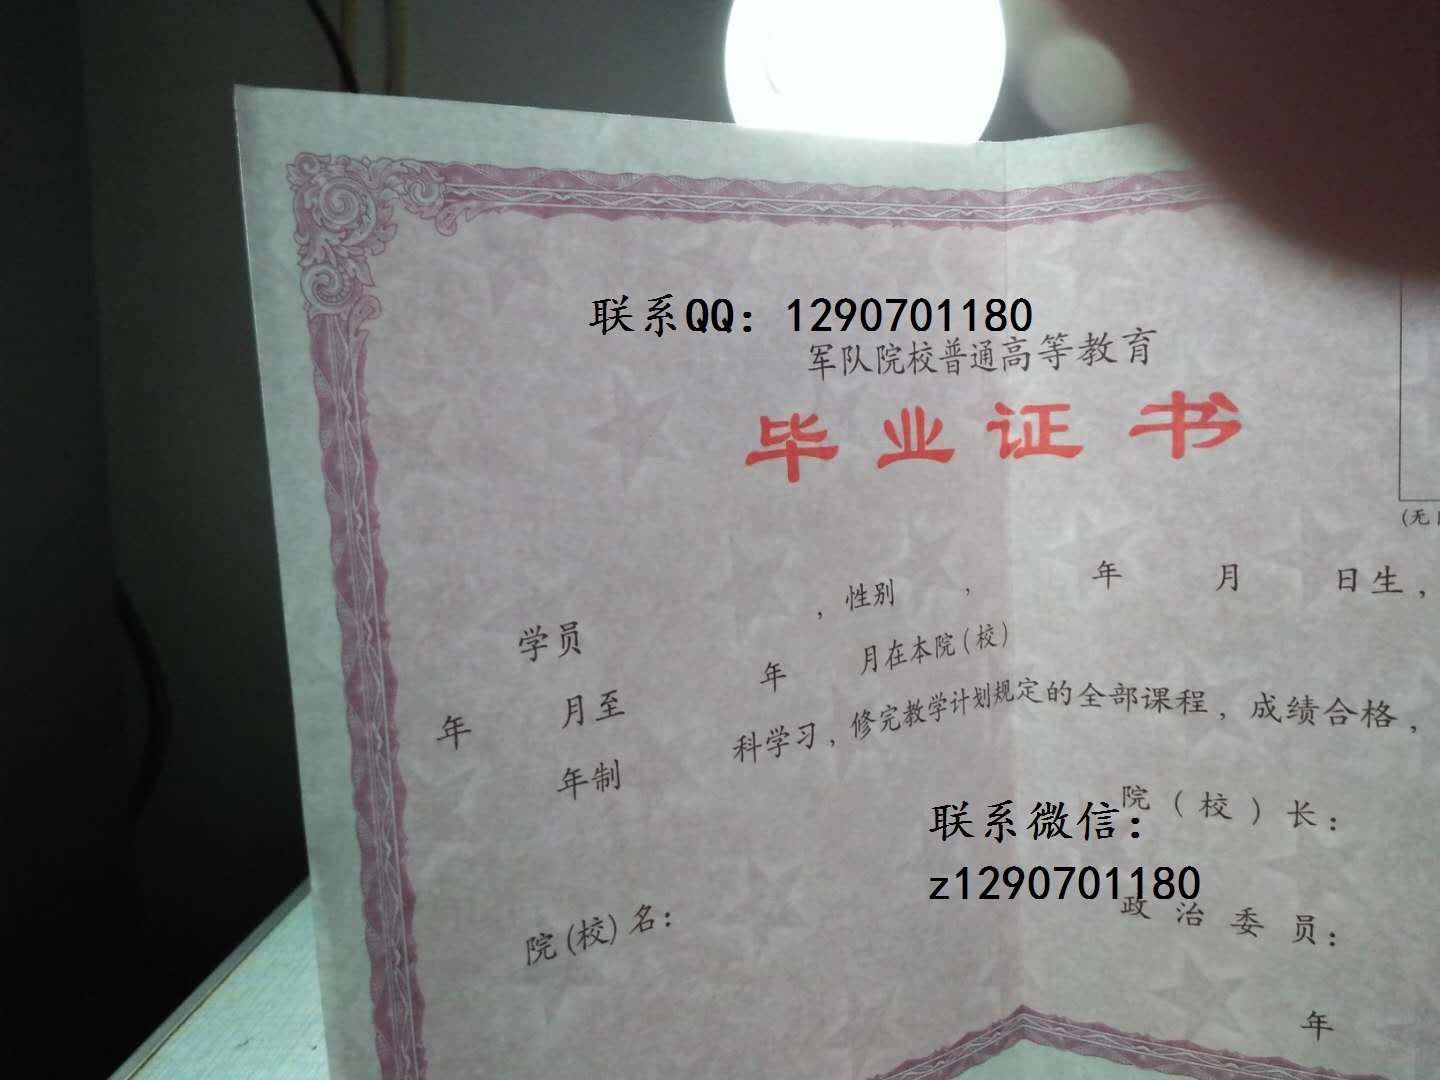 联系QQ：1290701180
军队院校普通高等教育
毕业证书
(无
学员 ，性别 ， 年 月 日生，
年 月至 年 月在本院(校)
年制 科学习，修完教学计划规定的全部课程，成绩合格，
院（校）长：
联系微信：
z1290701180
院(校)名： 政治委员：
年